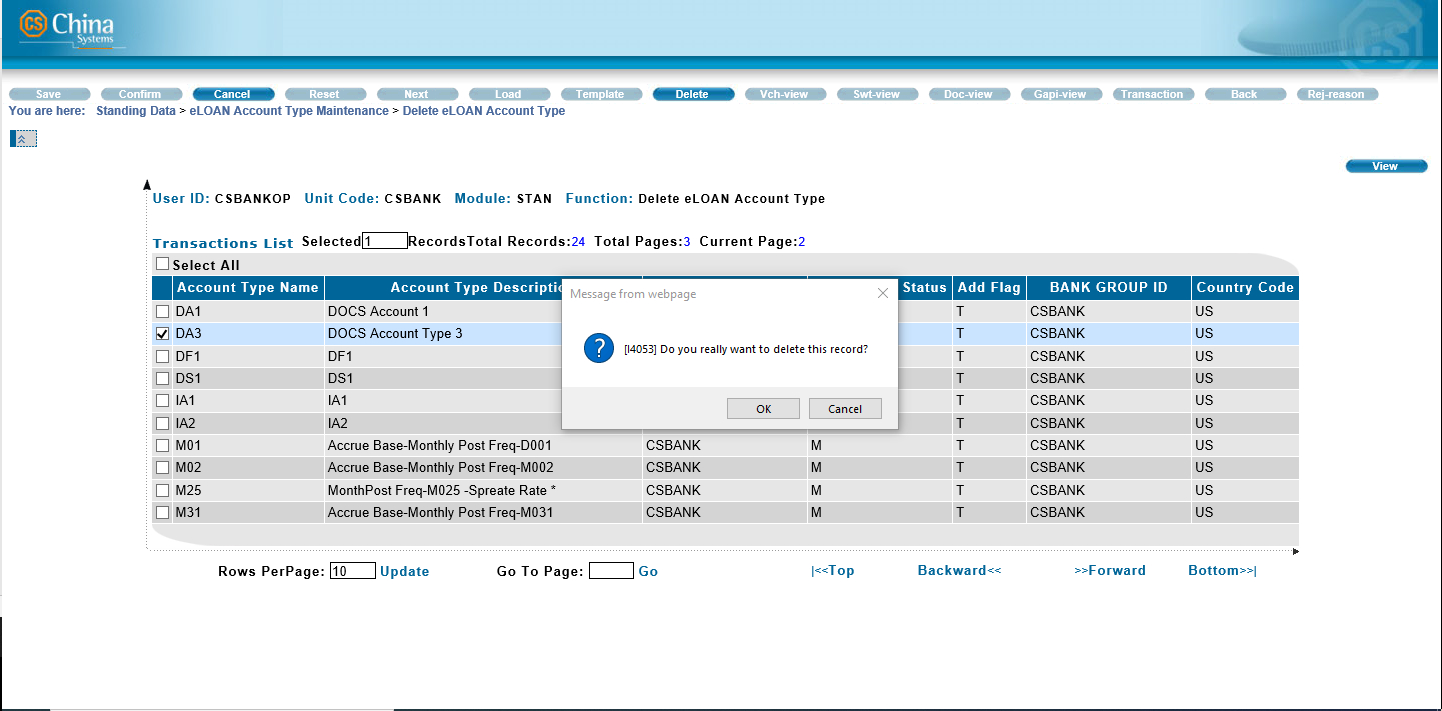 CS China
Systems
Save Confirm Cancel Reset Next Load Template Delete Vch-view Swt-view Doc-view Gapi-view Transaction Back Rej-reason
You are here: Standing Data > eLOAN Account Type Maintenance > Delete eLOAN Account Type
View
User ID: CSBANKOP Unit Code: CSBANK Module: STAN Function: Delete eLOAN Account Type
Transactions List Selected 1 RecordsTotal Records:24 Total Pages:3 Current Page:2
Select All
Account Type Name Account Type Descriptio Status Add Flag BANK GROUP ID Country Code
DA1 DOCS Account 1 T CSBANK US
DA3 DOCS Account Type 3 T CSBANK US
DF1 DF1 T CSBANK US
DS1 DS1 T CSBANK US
IA1 IA1 T CSBANK US
IA2 IA2 T CSBANK US
M01 Accrue Base-Monthly Post Freq-D001 CSBANK M T CSBANK US
M02 Accrue Base-Monthly Post Freq-M002 CSBANK M T CSBANK US
M25 MonthPost Freq-M025 -Spreate Rate * CSBANK M T CSBANK US
M31 Accrue Base-Monthly Post Freq-M031 CSBANK M T CSBANK US
Message from webpage
? [I4053] Do you really want to delete this record?
OK Cancel
Rows PerPage: 10 Update Go To Page: Go |<<Top Backward<< >>Forward Bottom>>|